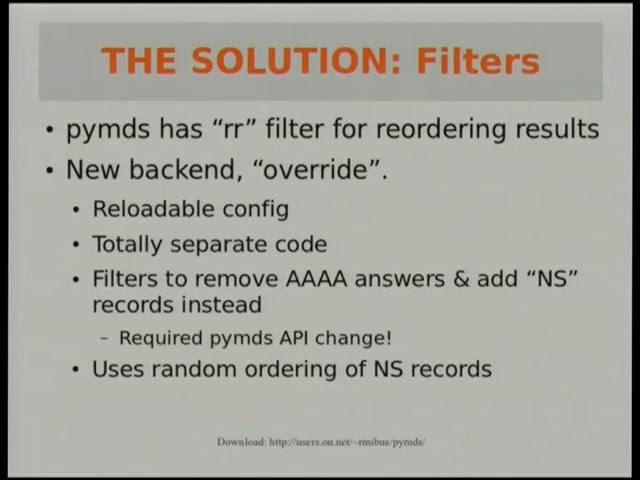 THE SOLUTION: Filters
• pymds has “rr” filter for reordering results
• New backend, “override”.
• Reloadable config
• Totally separate code
• Filters to remove AAAA answers & add “NS”
records instead
– Required pymds API change!
• Uses random ordering of NS records
Download: http://users.on.net/~rmibus/pymds/